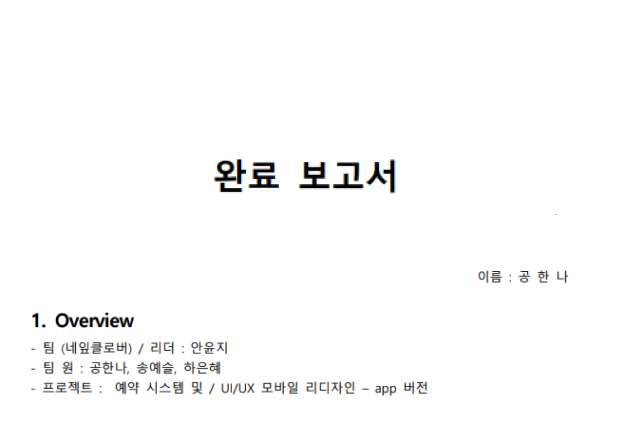 완료 보고서
이름 : 공 한 나
1. Overview
- 팀 (네잎클로버) / 리더 : 안윤지
- 팀 원 : 공한나, 송예슬, 하은혜
- 프로젝트 : 예약 시스템 및 / UI/UX 모바일 리디자인 – app 버전